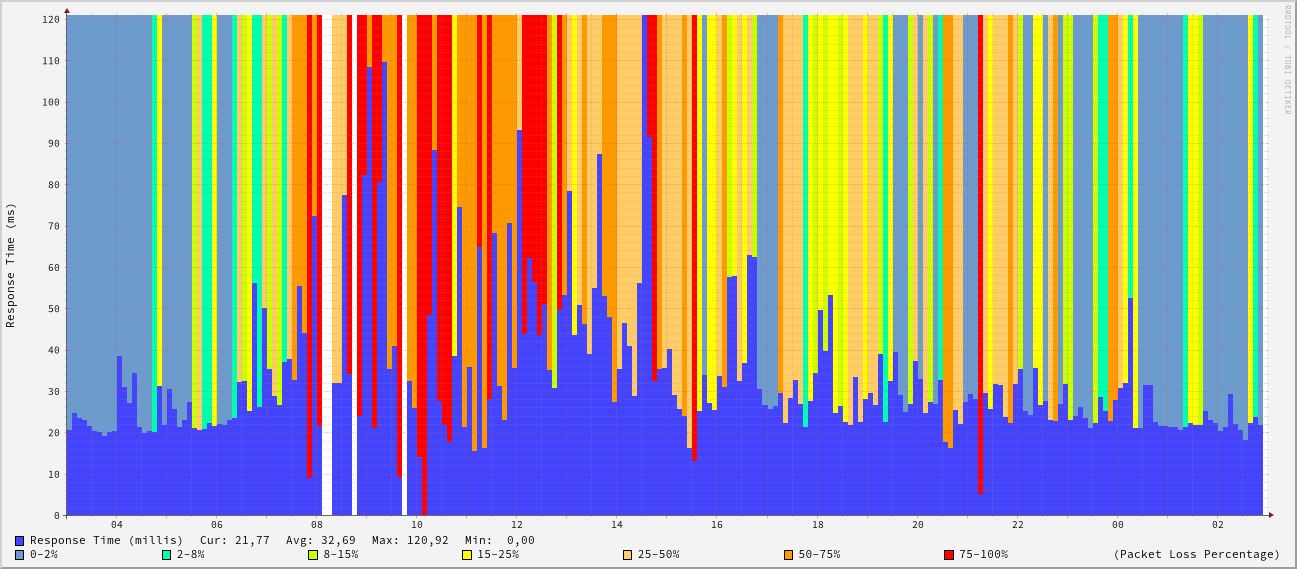 RRDTOOL / TOBI OETIKER
Response Time (ms)
120
110
100
90
80
70
60
50
40
30
20
10
0
04 06 08 10 12 14 16 18 20 22 00 02
Response Time (millis) Cur: 21,77 Avg: 32,69 Max: 120,92 Min: 0,00
0-2% 2-8% 8-15% 15-25% 25-50% 50-75% 75-100% (Packet Loss Percentage)